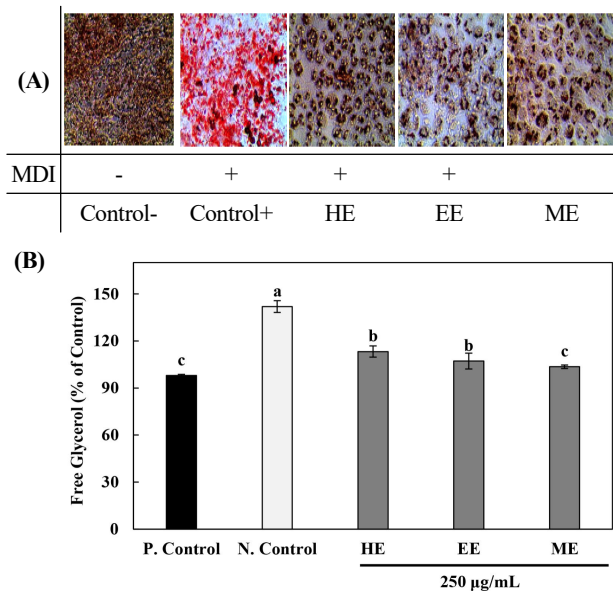 (A)
MDI - + + +
Control- Control+ HE EE ME
(B)
Free Glycerol (% of Control)
150
120
90
60
30
0
c a b b c
P. Control N. Control HE EE ME
250 μg/mL